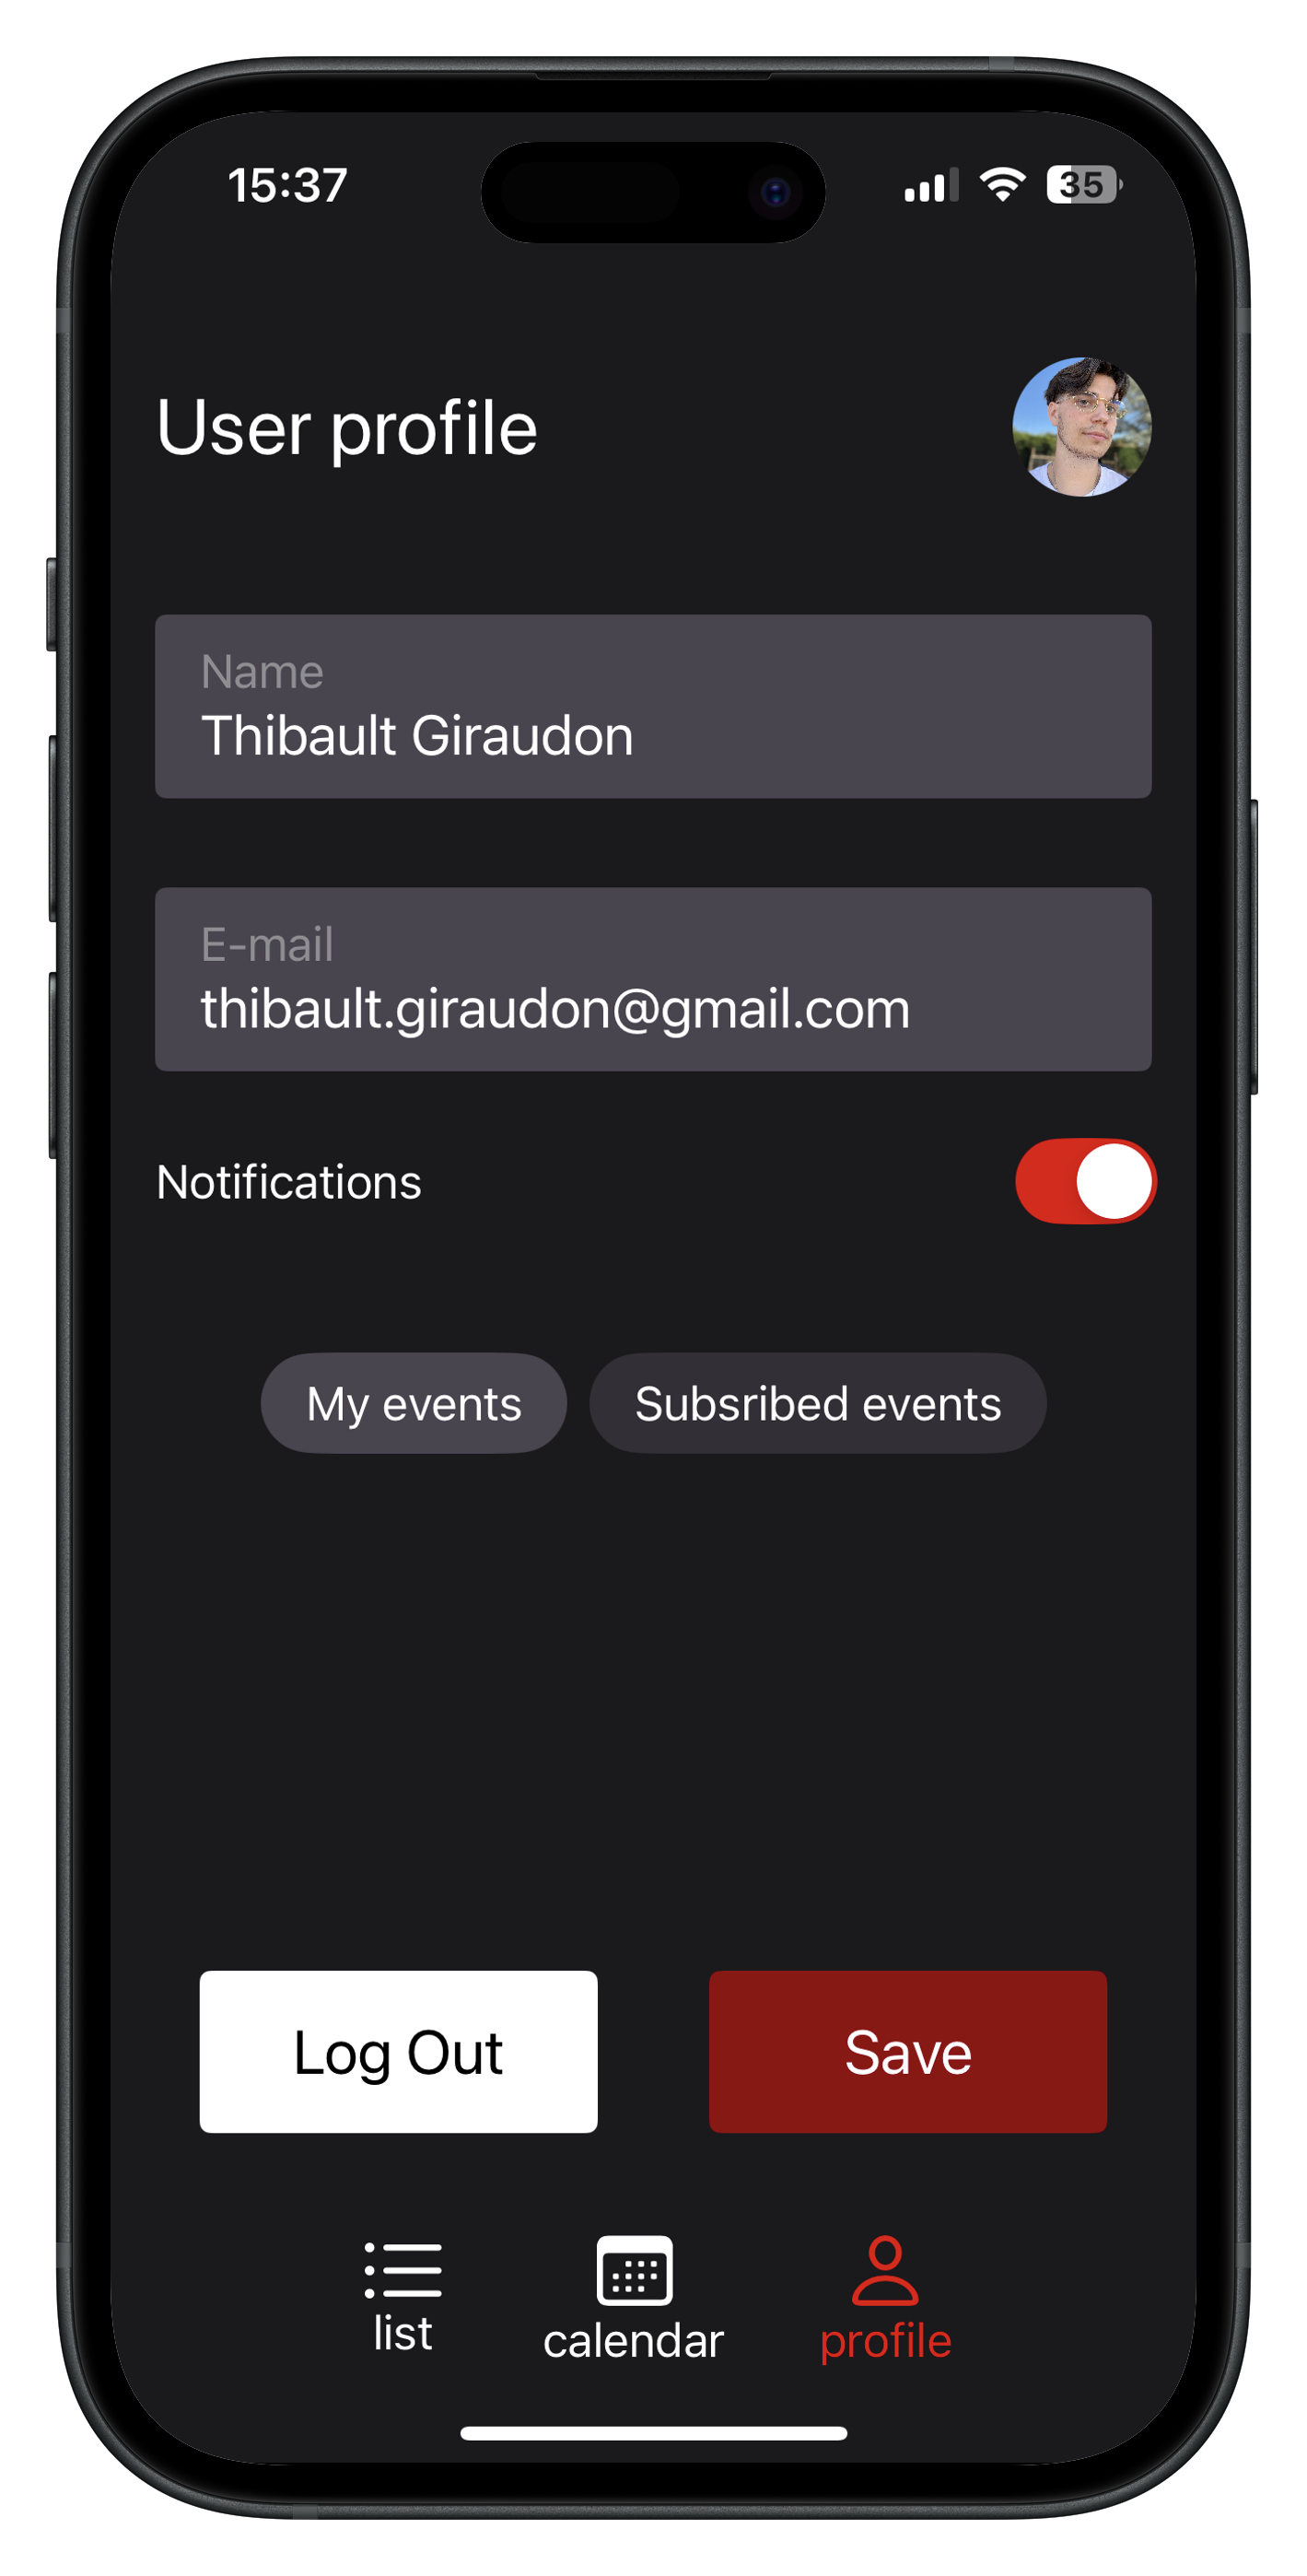 15:37
35
User profile
Name
Thibault Giraudon
E-mail
thibault.giraudon@gmail.com
Notifications
My events
Subsribed events
Log Out
Save
list
calendar
profile